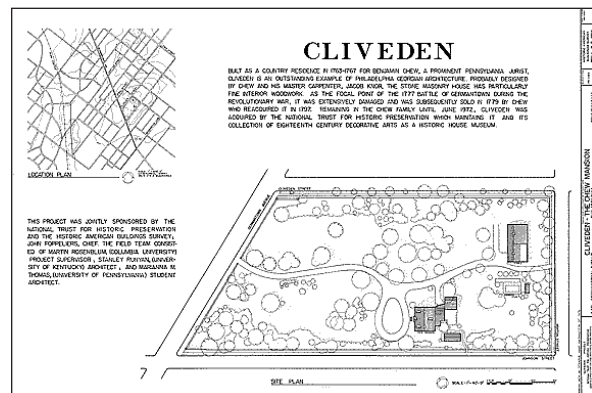 CLIVEDEN
BUILT AS A COUNTRY RESIDENCE IN 1763-1767 FOR BENJAMIN CHEW, A PROMINENT PENNSYLVANIA JURIST,
CLIVEDEN IS AN OUTSTANDING EXAMPLE OF PHILADELPHIA GEORGIAN ARCHITECTURE. PROBABLY DESIGNED
BY CHEW AND HIS MASTER CARPENTER, JACOB KNOR, THE STONE MASONRY HOUSE HAS PARTICULARLY
FINE INTERIOR WOODWORK. AS THE FOCAL POINT OF THE 1777 BATTLE OF GERMANTOWN DURING THE
REVOLUTIONARY WAR, IT WAS EXTENSIVELY DAMAGED AND WAS SUBSEQUENTLY SOLD IN 1779 BY CHEW
WHO REACQUIRED IT IN 1797. REMAINING IN THE CHEW FAMILY UNTIL JUNE 1972, CLIVEDEN WAS
ACQUIRED BY THE NATIONAL TRUST FOR HISTORIC PRESERVATION WHICH MAINTAINS IT AND ITS
COLLECTION OF EIGHTEENTH CENTURY DECORATIVE ARTS AS A HISTORIC HOUSE MUSEUM.
LOCATION PLAN
THIS PROJECT WAS JOINTLY SPONSORED BY THE
NATIONAL TRUST FOR HISTORIC PRESERVATION
AND THE HISTORIC AMERICAN BUILDINGS SURVEY,
JOHN POPPELIERS, CHIEF. THE FIELD TEAM CONSIST-
ED OF MARTIN ROSENBLUM, (COLUMBIA UNIVERSITY)
PROJECT SUPERVISOR, STANLEY RUNYAN, (UNIVER-
SITY OF KENTUCKY) ARCHITECT, AND MARIANNA M.
THOMAS, (UNIVERSITY OF PENNSYLVANIA) STUDENT
ARCHITECT.
CLIVEDEN STREET
GERMANTOWN AVENUE
JOHNSON STREET
SITE PLAN
CLIVEDEN - THE CHEW MANSION